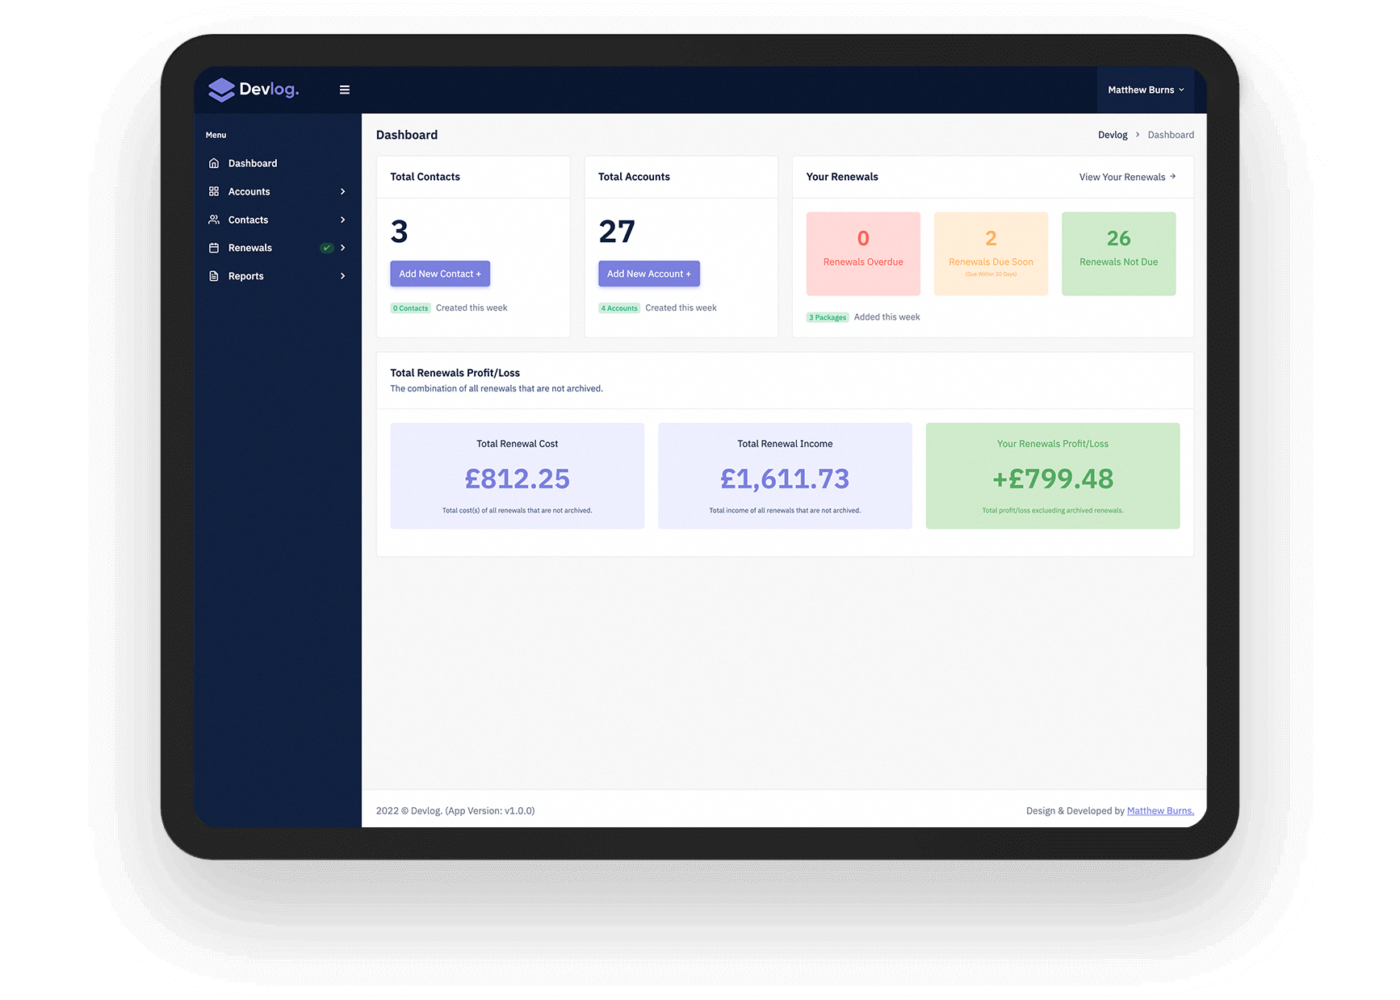 Devlog.
Matthew Burns
Menu
Dashboard
Accounts
Contacts
Renewals
Reports
Dashboard
Devlog > Dashboard
Total Contacts
3
Add New Contact +
0 Contacts Created this week
Total Accounts
27
Add New Account +
4 Accounts Created this week
Your Renewals
View Your Renewals →
0
Renewals Overdue
2
Renewals Due Soon
(Due Within 30 Days)
26
Renewals Not Due
3 Packages Added this week
Total Renewals Profit/Loss
The combination of all renewals that are not archived.
Total Renewal Cost
£812.25
Total cost(s) of all renewals that are not archived.
Total Renewal Income
£1,611.73
Total income of all renewals that are not archived.
Your Renewals Profit/Loss
+£799.48
Total profit/loss exclueding archived renewals.
2022 © Devlog. (App Version: v1.0.0)
Design & Developed by Matthew Burns.